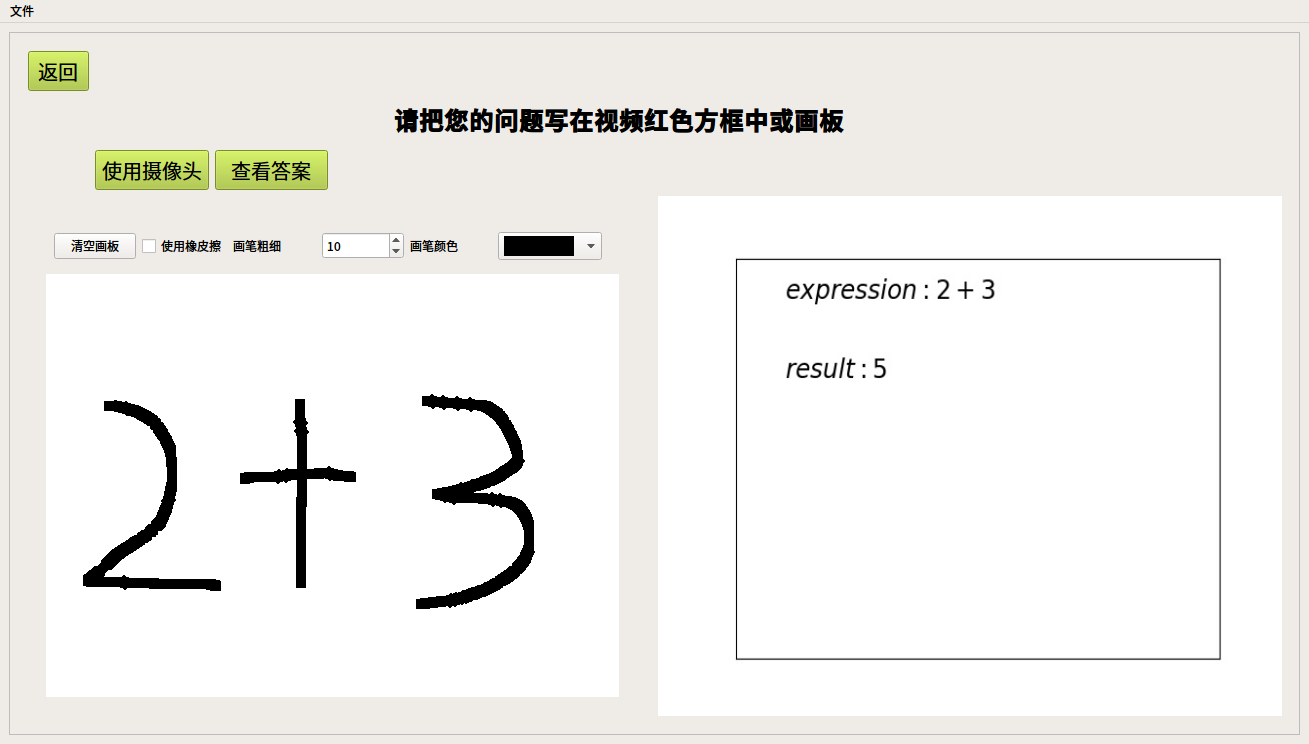 文件
返回
请把您的问题写在视频红色方框中或画板
使用摄像头 查看答案
清空画板 使用橡皮擦 画笔粗细 10 画笔颜色
2+3
expression : 2 + 3
result : 5